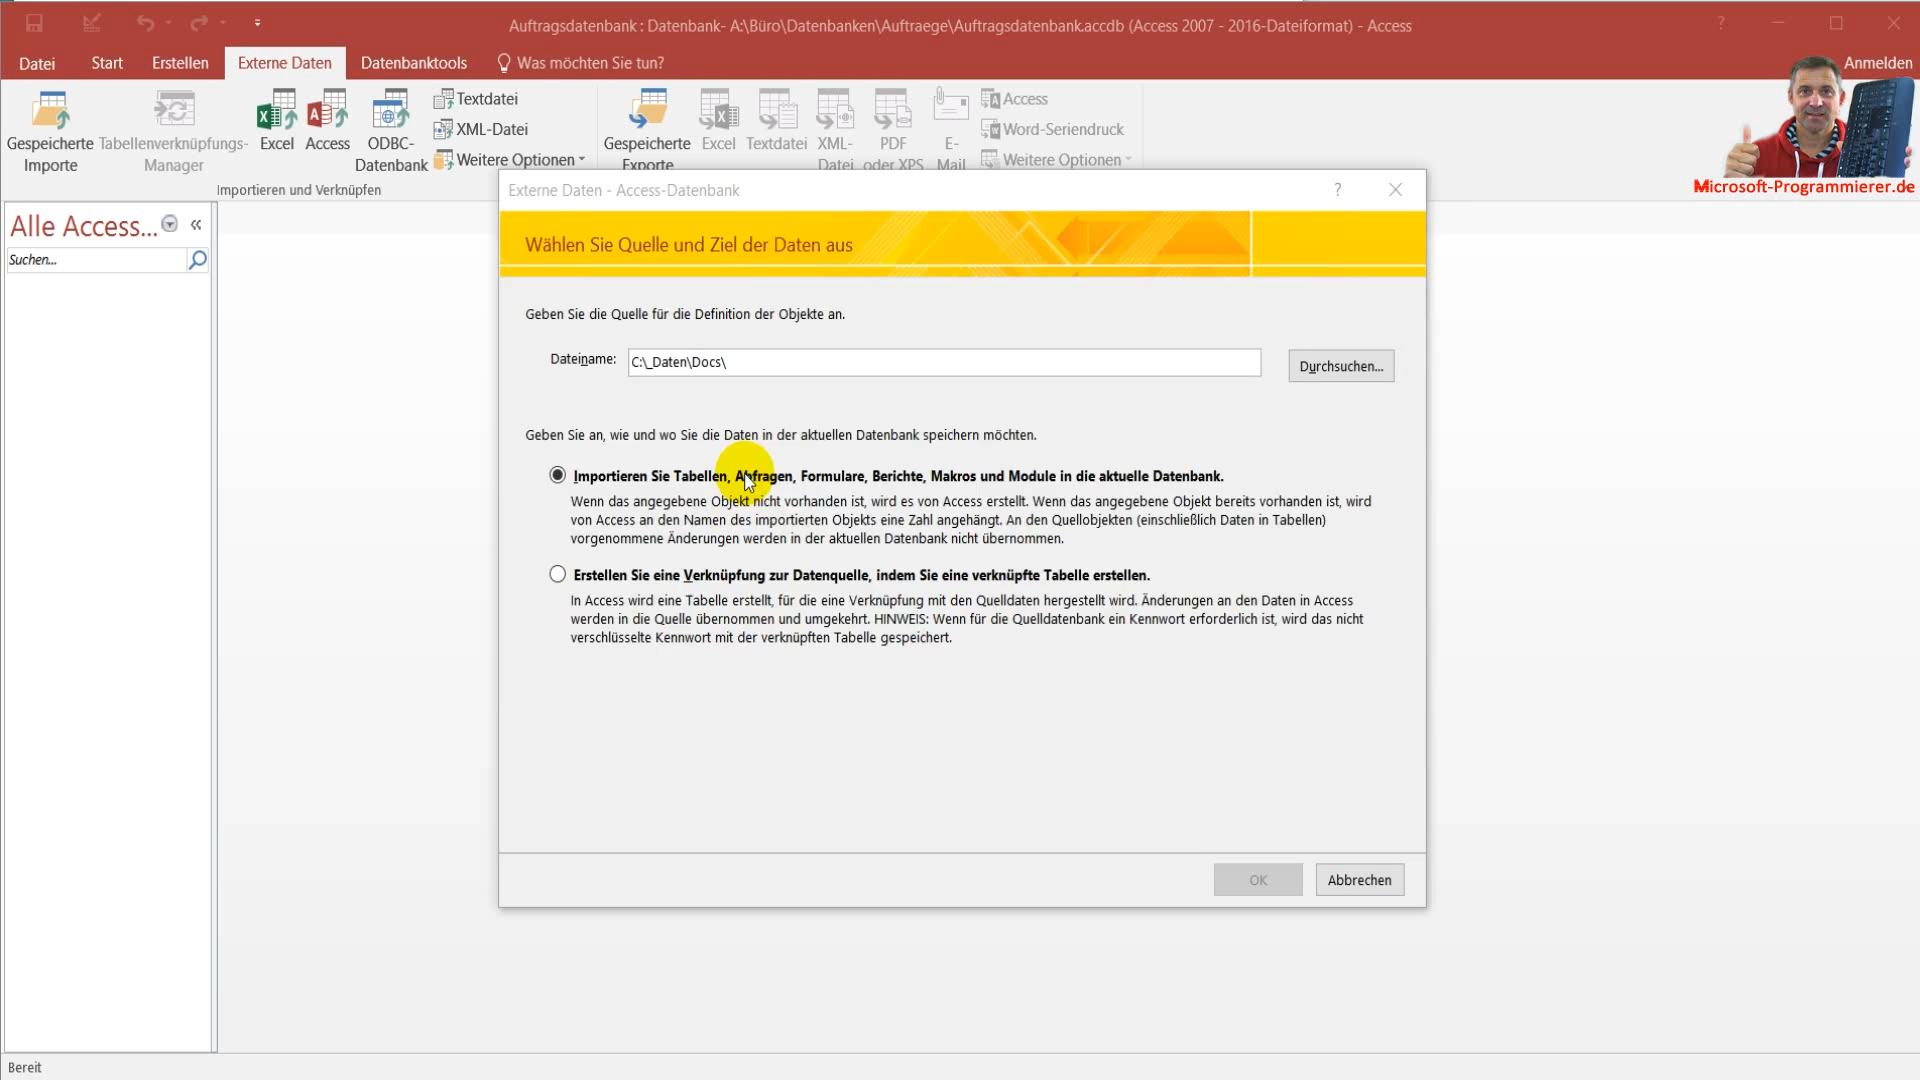 Auftragsdatenbank : Datenbank- A:\Büro\Datenbanken\Auftraege\Auftragsdatenbank.accdb (Access 2007 - 2016-Dateiformat) - Access
?
Datei Start Erstellen Externe Daten Datenbanktools Was möchten Sie tun? Anmelden
Gespeicherte Importe
Tabellenverknüpfungs-Manager
Excel
Access
ODBC-Datenbank
Textdatei
XML-Datei
Weitere Optionen
Importieren und Verknüpfen
Gespeicherte Exporte
Excel
Textdatei
XML-Datei
PDF oder XPS
E-Mail
Access
Word-Seriendruck
Weitere Optionen
Microsoft-Programmierer.de
Alle Access... «
Suchen...
Externe Daten - Access-Datenbank ?
Wählen Sie Quelle und Ziel der Daten aus
Geben Sie die Quelle für die Definition der Objekte an.
Dateiname: C:\_Daten\Docs\ Durchsuchen...
Geben Sie an, wie und wo Sie die Daten in der aktuellen Datenbank speichern möchten.
Importieren Sie Tabellen, Abfragen, Formulare, Berichte, Makros und Module in die aktuelle Datenbank.
Wenn das angegebene Objekt nicht vorhanden ist, wird es von Access erstellt. Wenn das angegebene Objekt bereits vorhanden ist, wird
von Access an den Namen des importierten Objekts eine Zahl angehängt. An den Quellobjekten (einschließlich Daten in Tabellen)
vorgenommene Änderungen werden in der aktuellen Datenbank nicht übernommen.
Erstellen Sie eine Verknüpfung zur Datenquelle, indem Sie eine verknüpfte Tabelle erstellen.
In Access wird eine Tabelle erstellt, für die eine Verknüpfung mit den Quelldaten hergestellt wird. Änderungen an den Daten in Access
werden in die Quelle übernommen und umgekehrt. HINWEIS: Wenn für die Quelldatenbank ein Kennwort erforderlich ist, wird das nicht
verschlüsselte Kennwort mit der verknüpften Tabelle gespeichert.
OK Abbrechen
Bereit